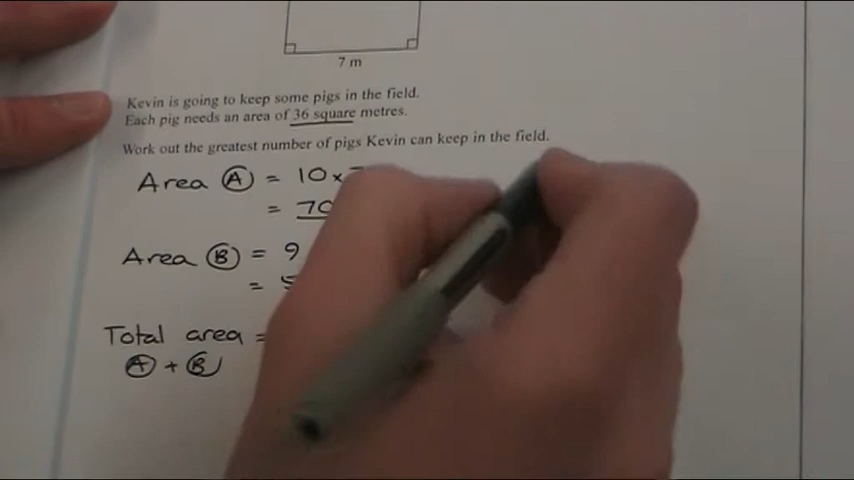 7 m
Kevin is going to keep some pigs in the field.
Each pig needs an area of 36 square metres.
Work out the greatest number of pigs Kevin can keep in the field.
Area Ⓐ = 10 ×
= 70
Area Ⓑ = 9
=
Total area =
Ⓐ + Ⓑ